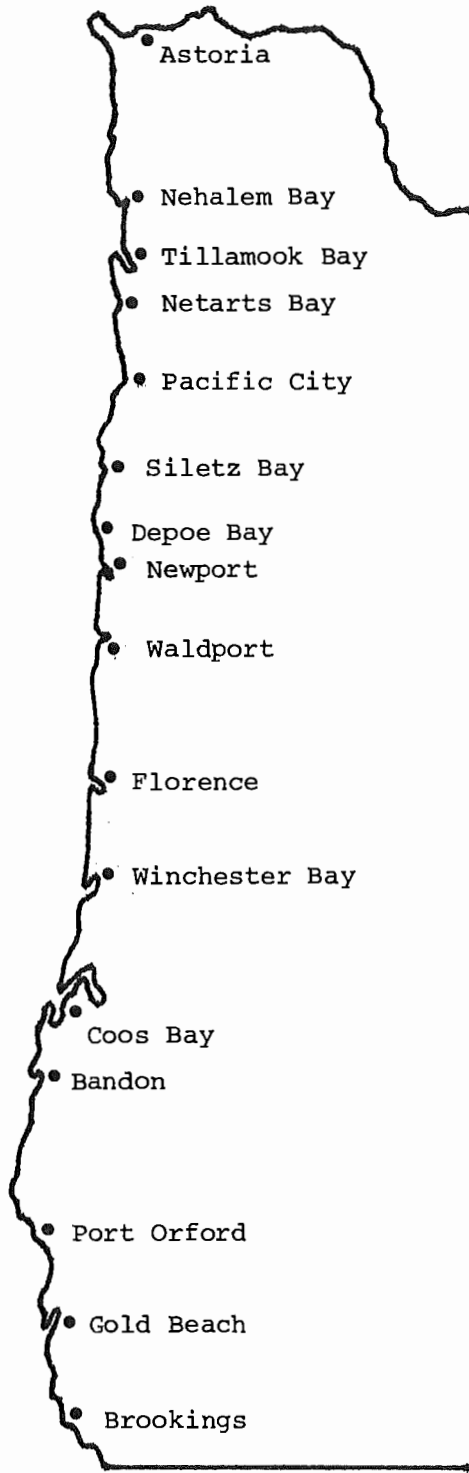 Astoria
Nehalem Bay
Tillamook Bay
Netarts Bay
Pacific City
Siletz Bay
Depoe Bay
Newport
Waldport
Florence
Winchester Bay
Coos Bay
Bandon
Port Orford
Gold Beach
Brookings